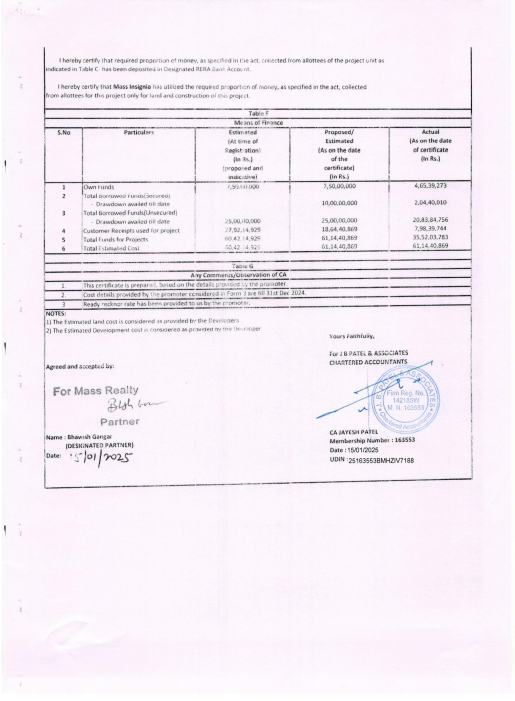 I hereby certify that required proportion of money, as specified in the act, collected from allottees of the project unit as
indicated in Table C has been deposited in Designated RERA Bank Account.
I hereby certify that Mass Insignia has utilized the required proportion of money, as specified in the act, collected
from allottees for this project only for land and construction of this project.
Table F
Means of Finance
S.No Particulars Estimated (At time of Registration) (In Rs.) (proposed and indicative) Proposed/ Estimated (As on the date of the certificate) (In Rs.) Actual (As on the date of certificate (In Rs.)
1 Own Funds 7,50,00,000 7,50,00,000 4,65,39,273
2 Total Borrowed Funds(Secured)
- Drawdown availed till date 10,00,00,000 2,04,40,010
3 Total Borrowed Funds(Unsecured)
- Drawdown availed till date 25,00,00,000 25,00,00,000 20,83,84,756
4 Customer Receipts used for project 27,92,14,929 18,64,40,869 7,98,39,744
5 Total Funds for Projects 60,42,14,929 61,14,40,869 35,52,03,783
6 Total Estimated Cost 60,42,14,929 61,14,40,869 61,14,40,869
Table G
Any Comments/Observation of CA
1. This certificate is prepared, based on the details provided by the promoter.
2. Cost details provided by the promoter considered in Form 3 are till 31st Dec 2024.
3 Ready recknor rate has been provided to us by the promoter.
NOTES:
1) The Estimated land cost is considered as provided by the Developers
2) The Estimated Development cost is considered as provided by the Developer
Yours Faithfully,
For J B PATEL & ASSOCIATES
CHARTERED ACCOUNTANTS
Agreed and accepted by:
For Mass Realty
Partner
J B PATEL & ASSOCIATES
Firm Reg. No.
142185W
M. N. 163553
Chartered Accountants
Name : Bhavesh Gangar
(DESIGNATED PARTNER)
Date: 15/01/2025
CA JAYESH PATEL
Membership Number : 163553
Date : 15/01/2025
UDIN :25163553BMHZIV7188